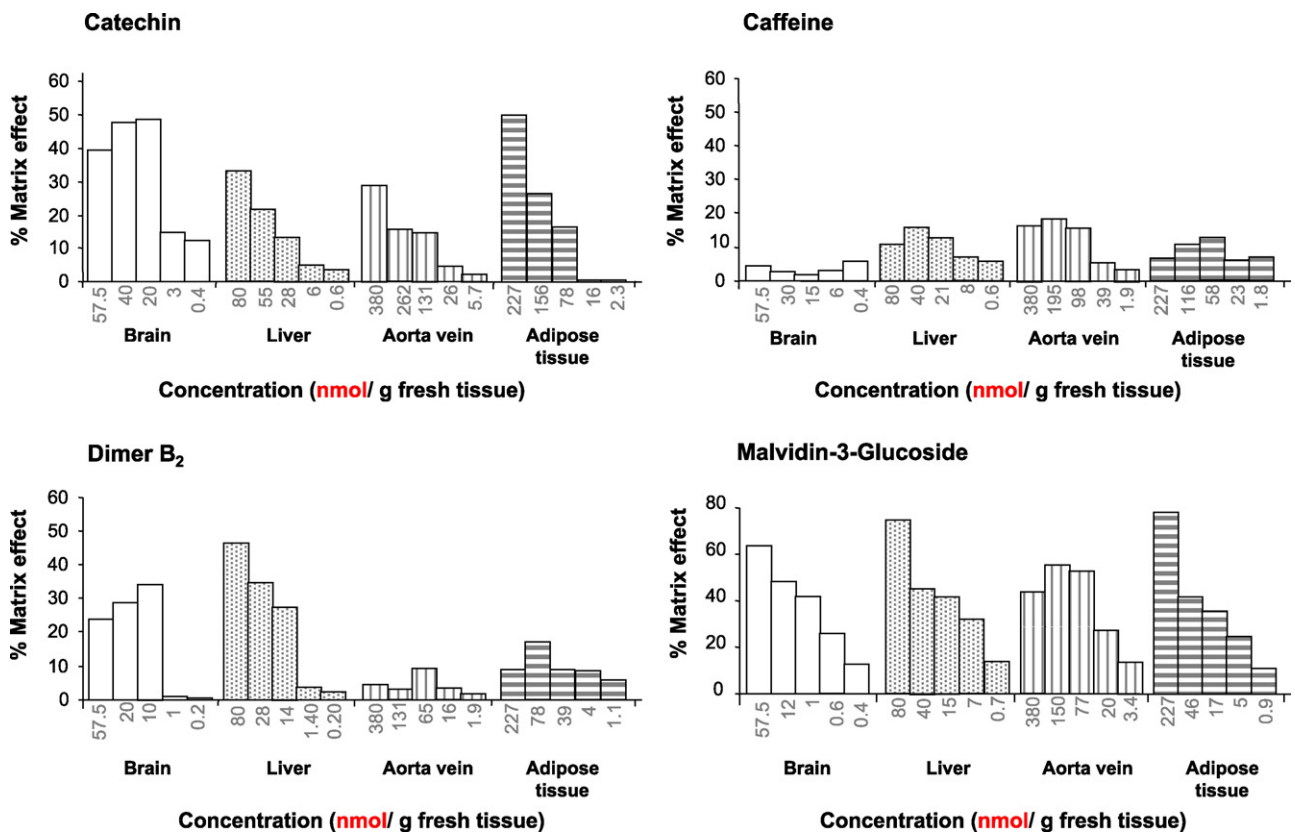 Catechin
% Matrix effect
60
50
40
30
20
10
0
57.5 40 20 3 0.4 80 55 28 6 0.6 380 262 131 26 5.7 227 156 78 16 2.3
Brain Liver Aorta vein Adipose
tissue
Concentration (nmol/ g fresh tissue)
Caffeine
% Matrix effect
60
50
40
30
20
10
0
57.5 30 15 6 0.4 80 40 21 8 0.6 380 195 98 39 1.9 227 116 58 23 1.8
Brain Liver Aorta vein Adipose
tissue
Concentration (nmol/ g fresh tissue)
Dimer B₂
% Matrix effect
60
50
40
30
20
10
0
57.5 20 10 1 0.2 80 28 14 1.40 0.20 380 131 65 16 1.9 227 78 39 4 1.1
Brain Liver Aorta vein Adipose
tissue
Concentration (nmol/ g fresh tissue)
Malvidin-3-Glucoside
% Matrix effect
80
60
40
20
0
57.5 12 1 0.6 0.4 80 40 15 7 0.7 380 150 77 20 3.4 227 46 17 5 0.9
Brain Liver Aorta vein Adipose
tissue
Concentration (nmol/ g fresh tissue)